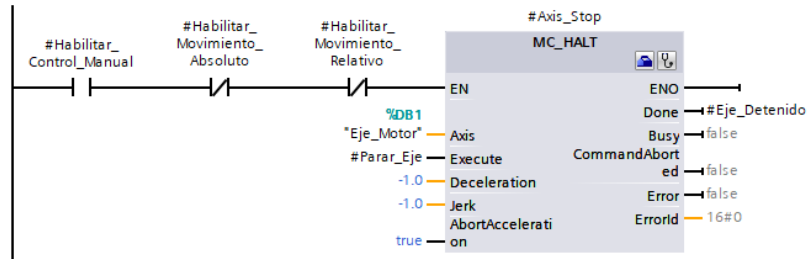 #Axis_Stop
#Habilitar_
Control_Manual
#Habilitar_
Movimiento_
Absoluto
#Habilitar_
Movimiento_
Relativo
MC_HALT
EN
ENO
%DB1
"Eje_Motor"
Axis
Done
#Eje_Detenido
#Parar_Eje
Execute
Busy
false
-1.0
Deceleration
CommandAbort
ed
false
-1.0
Jerk
Error
false
AbortAccelerati
on
true
ErrorId
16#0